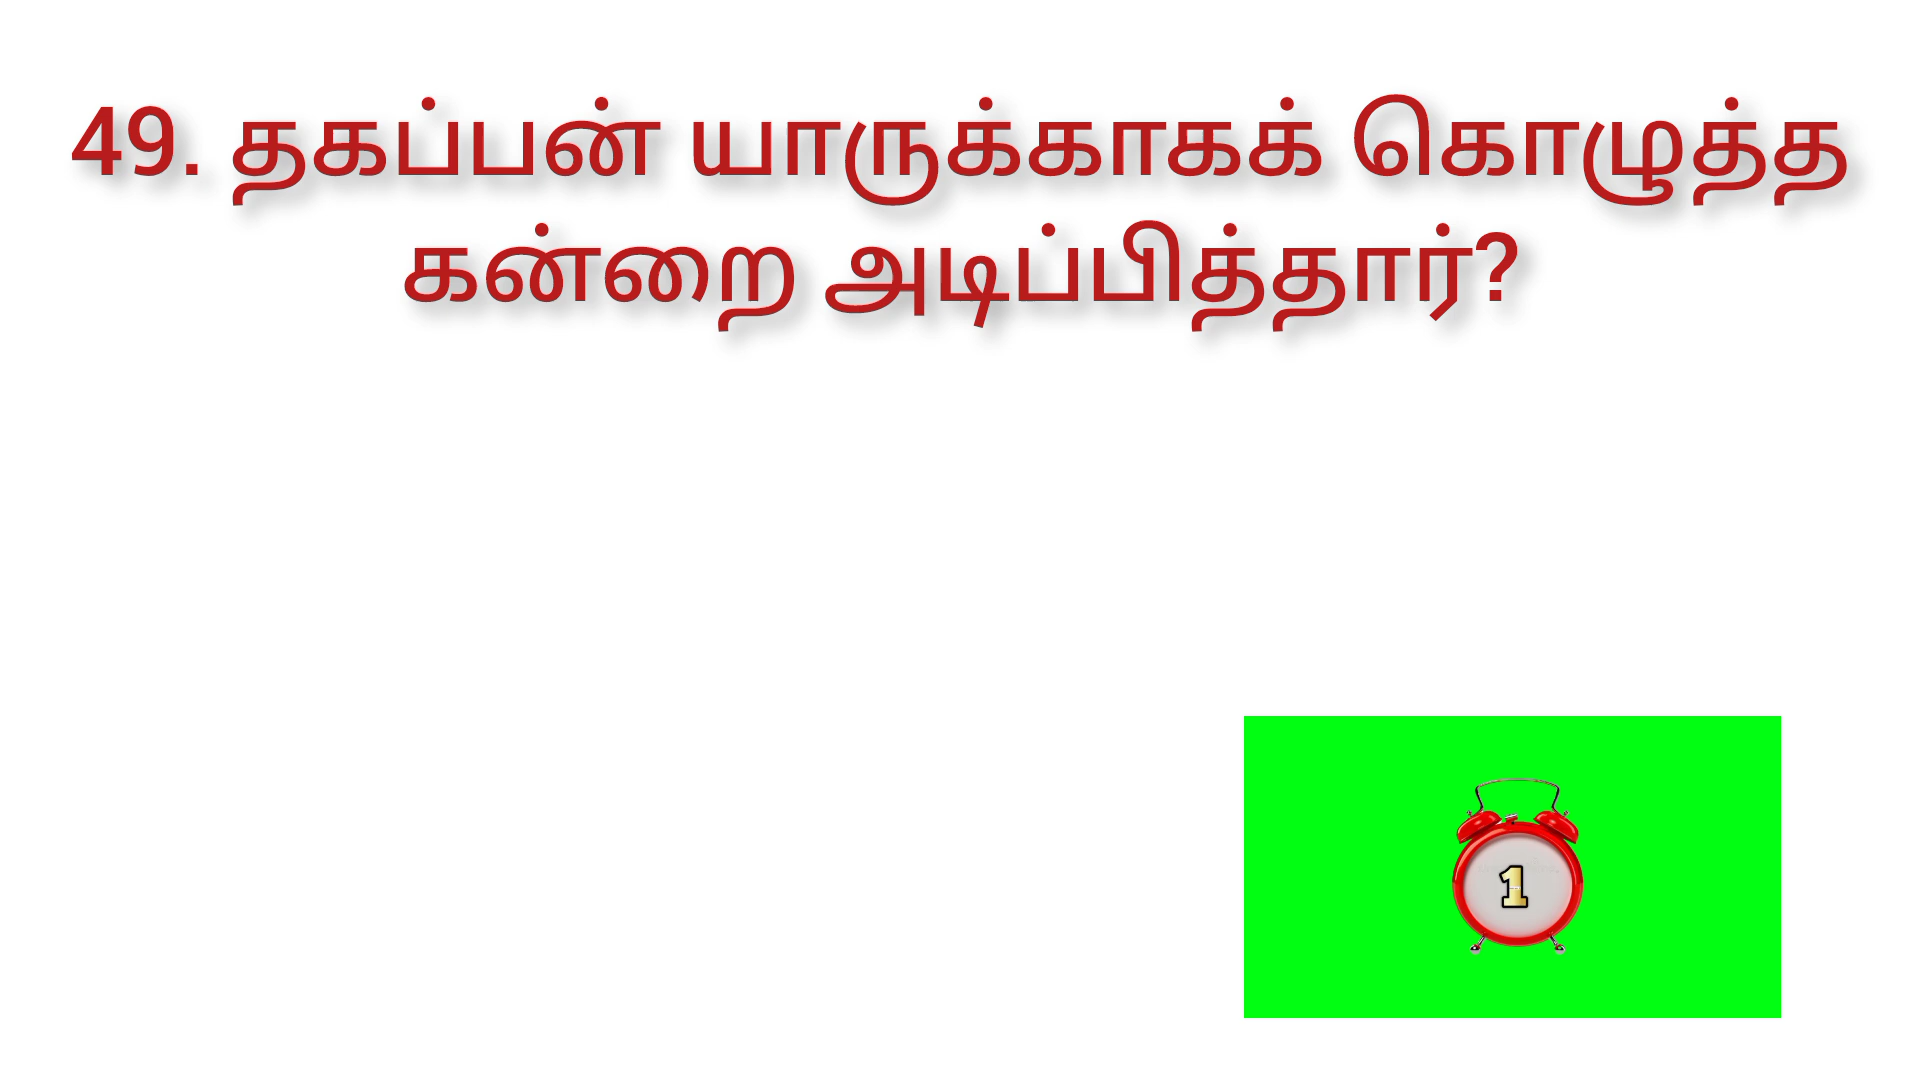 49. தகப்பன் யாருக்காகக் கொழுத்த
கன்றை அடிப்பித்தார்?
1